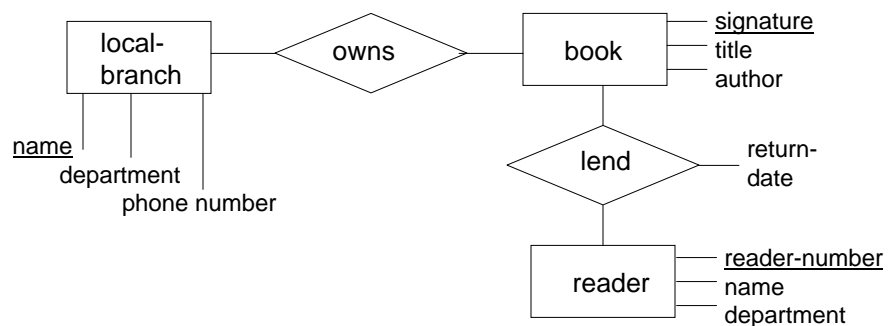 local-
branch
owns
book
signature
title
author
name
department
phone number
lend
return-
date
reader
reader-number
name
department